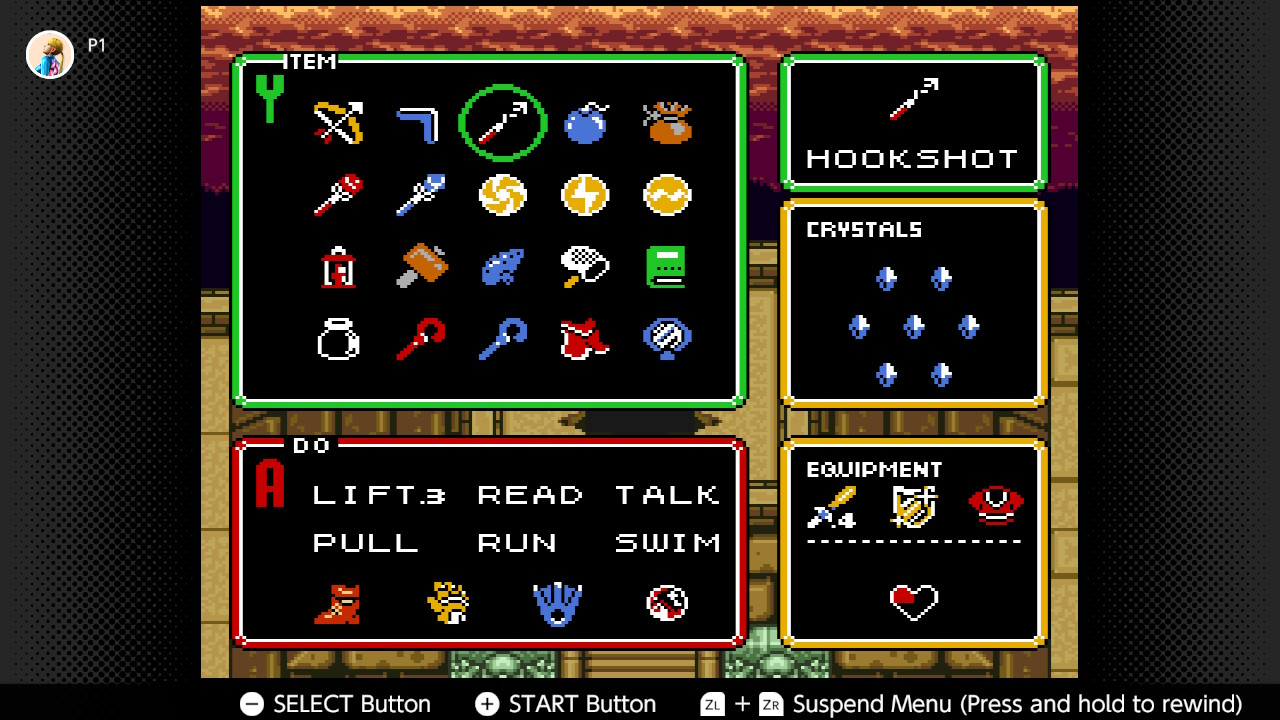 P1
ITEM
Y
HOOKSHOT
CRYSTALS
DO
A
LIFT.3 READ TALK
PULL RUN SWIM
EQUIPMENT
.4
SELECT Button
START Button
ZL + ZR Suspend Menu (Press and hold to rewind)